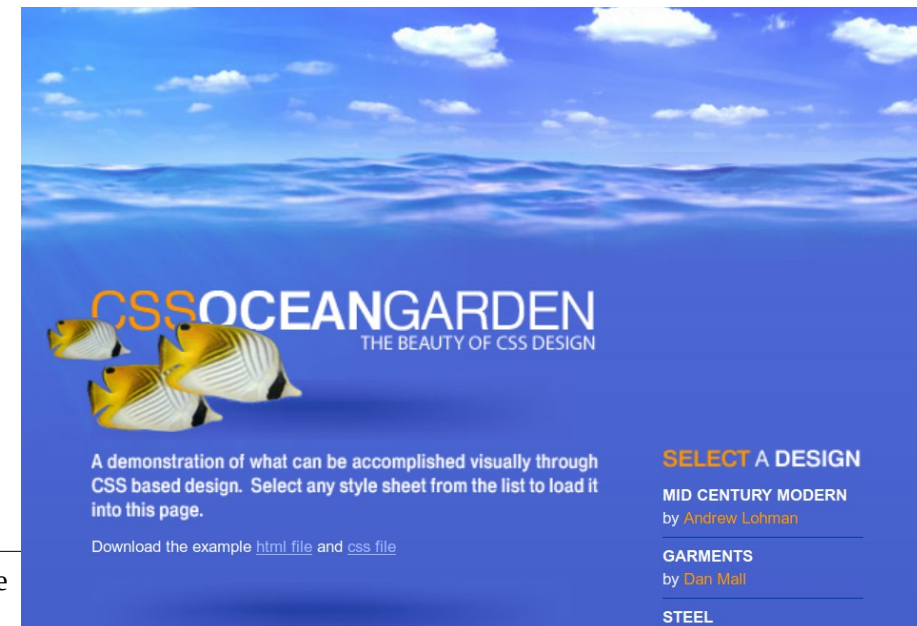 CSSOCEANGARDEN
THE BEAUTY OF CSS DESIGN
A demonstration of what can be accomplished visually through
CSS based design. Select any style sheet from the list to load it
into this page.
Download the example html file and css file
SELECT A DESIGN
MID CENTURY MODERN
by Andrew Lohman
GARMENTS
by Dan Mall
STEEL
e